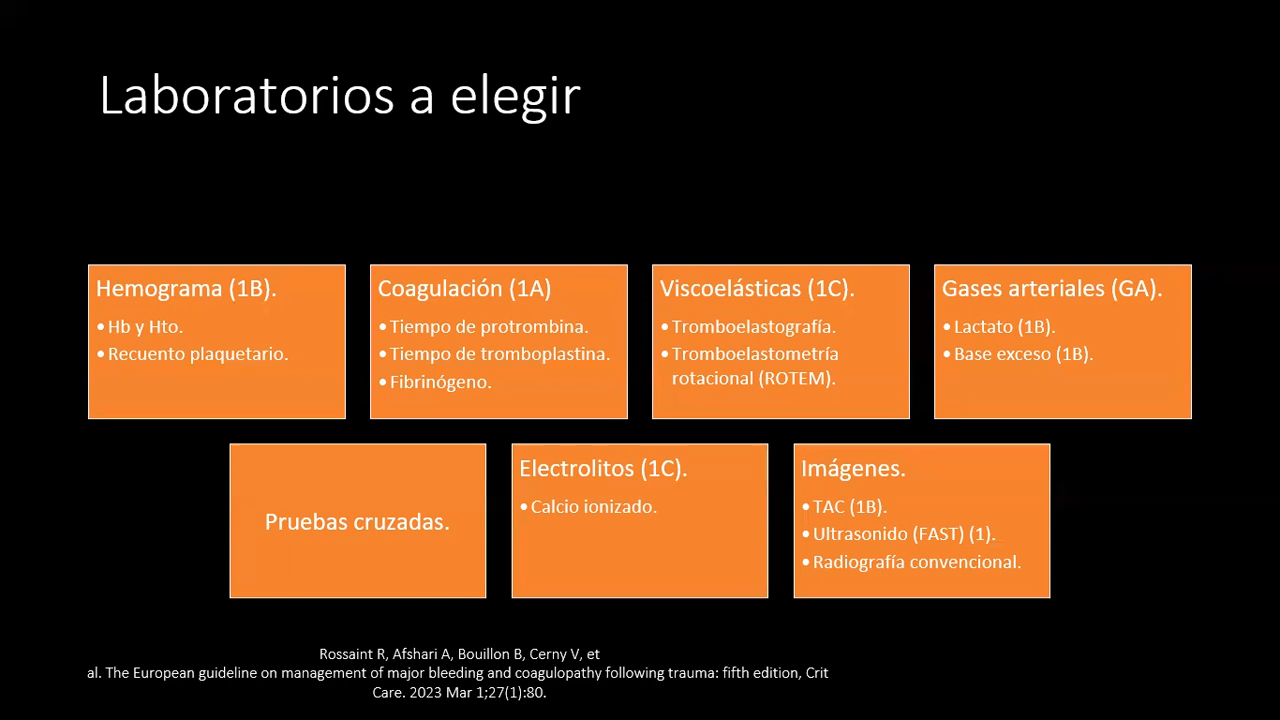 Laboratorios a elegir
Hemograma (1B).
•Hb y Hto.
•Recuento plaquetario.
Coagulación (1A)
•Tiempo de protrombina.
•Tiempo de tromboplastina.
•Fibrinógeno.
Viscoelásticas (1C).
•Tromboelastografía.
•Tromboelastometría
rotacional (ROTEM).
Gases arteriales (GA).
•Lactato (1B).
•Base exceso (1B).
Pruebas cruzadas.
Electrolitos (1C).
•Calcio ionizado.
Imágenes.
•TAC (1B).
•Ultrasonido (FAST) (1).
•Radiografía convencional.
Rossaint R, Afshari A, Bouillon B, Cerny V, et
al. The European guideline on management of major bleeding and coagulopathy following trauma: fifth edition, Crit
Care. 2023 Mar 1;27(1):80.